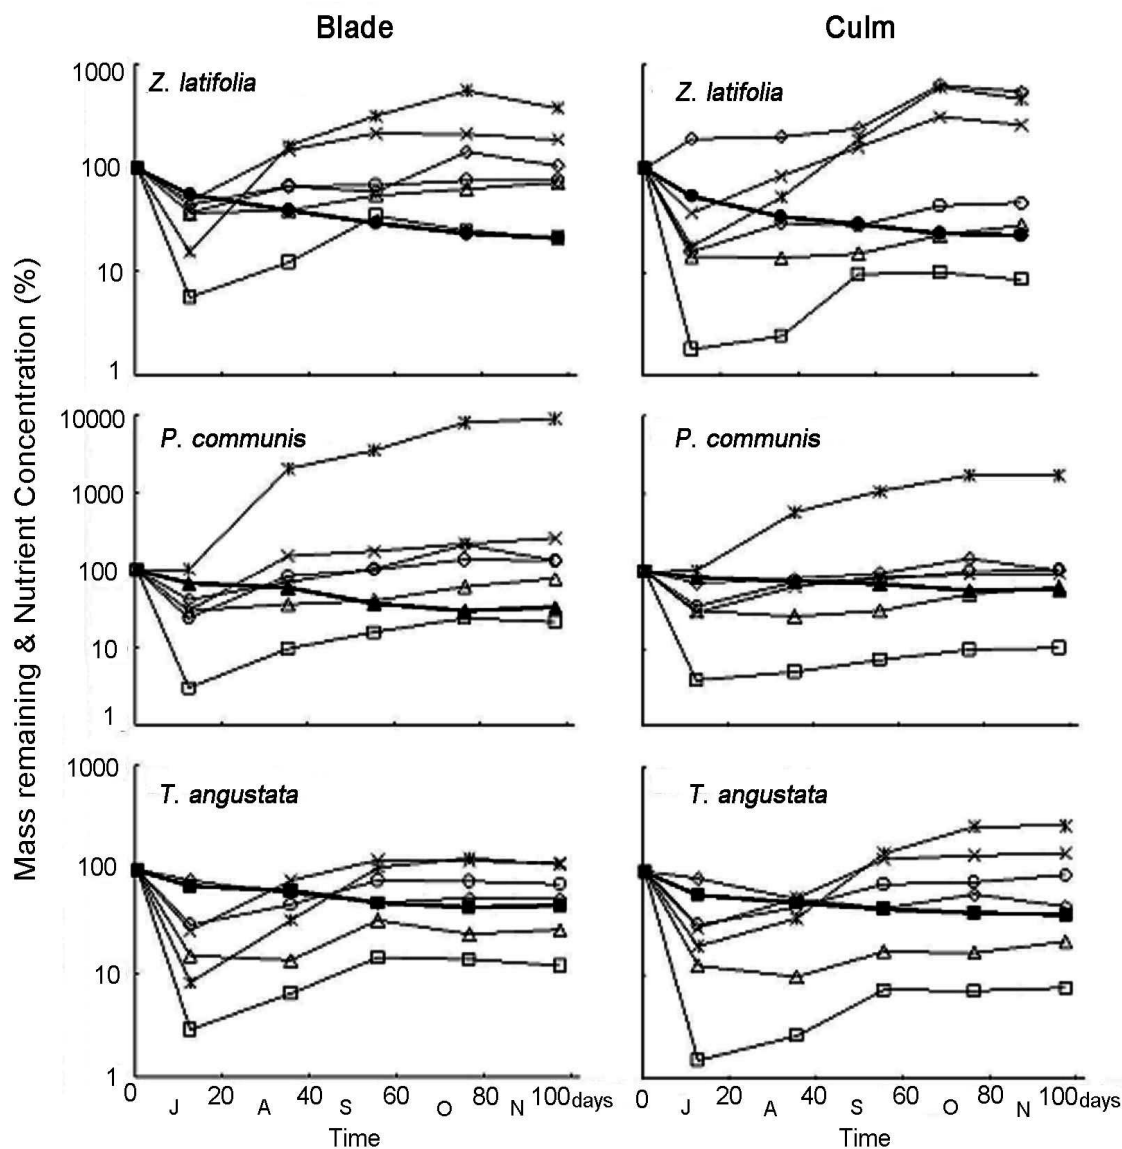 Blade
Culm
Mass remaining & Nutrient Concentration (%)
1000
100
10
1
Z. latifolia
Z. latifolia
10000
1000
100
10
1
P. communis
P. communis
1000
100
10
1
T. angustata
T. angustata
0 20 40 60 80 100days
J A S O N
Time
0 20 40 60 80 100days
J A S O N
Time